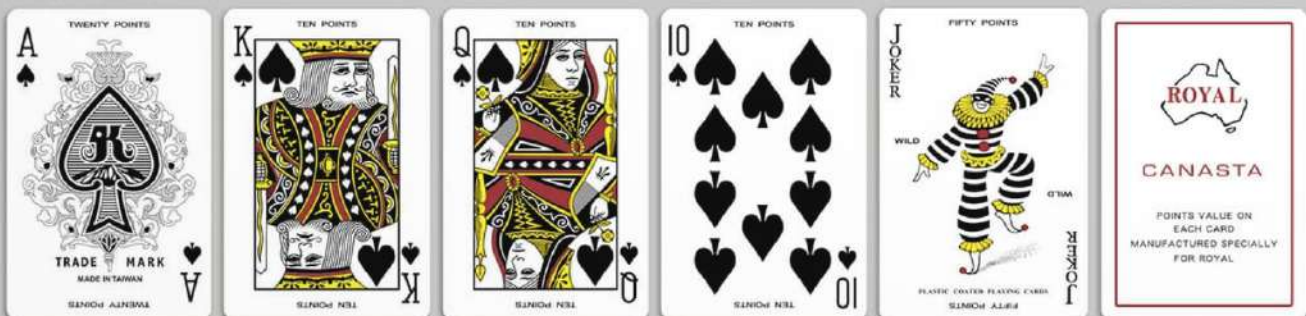 TWENTY POINTS
A
TRADE MARK
MADE IN TAIWAN
A
TWENTY POINTS
TEN POINTS
K
K
TEN POINTS
TEN POINTS
Q
Q
TEN POINTS
TEN POINTS
10
10
TEN POINTS
FIFTY POINTS
JOKER
WILD
WILD
JOKER
PLASTIC COATED PLAYING CARDS
FIFTY POINTS
ROYAL
CANASTA
POINTS VALUE ON
EACH CARD
MANUFACTURED SPECIALLY
FOR ROYAL